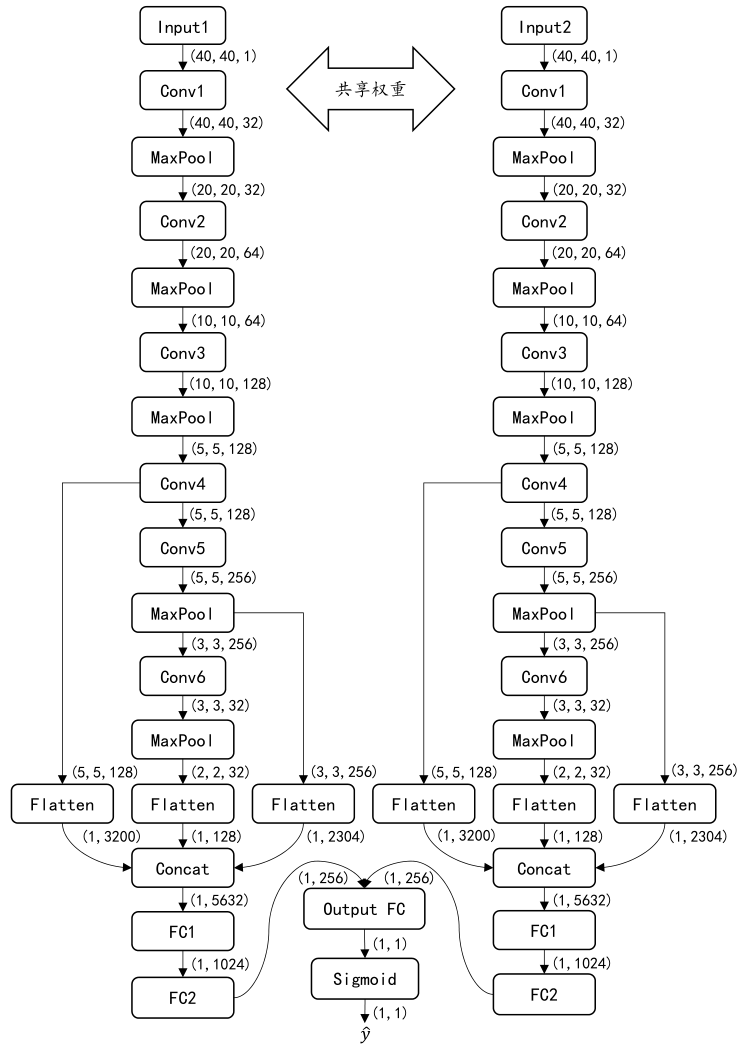 Input1
(40,40,1)
Conv1
(40,40,32)
MaxPool
(20,20,32)
Conv2
(20,20,64)
MaxPool
(10,10,64)
Conv3
(10,10,128)
MaxPool
(5,5,128)
Conv4
(5,5,128)
Conv5
(5,5,256)
MaxPool
(3,3,256)
Conv6
(3,3,32)
MaxPool
(5,5,128)
(2,2,32)
(3,3,256)
Flatten
Flatten
Flatten
(1,3200)
(1,128)
(1,2304)
Concat
(1,5632)
FC1
(1,1024)
FC2
共享权重
Input2
(40,40,1)
Conv1
(40,40,32)
MaxPool
(20,20,32)
Conv2
(20,20,64)
MaxPool
(10,10,64)
Conv3
(10,10,128)
MaxPool
(5,5,128)
Conv4
(5,5,128)
Conv5
(5,5,256)
MaxPool
(3,3,256)
Conv6
(3,3,32)
MaxPool
(5,5,128)
(2,2,32)
(3,3,256)
Flatten
Flatten
Flatten
(1,3200)
(1,128)
(1,2304)
Concat
(1,5632)
FC1
(1,1024)
FC2
(1,256)
(1,256)
Output FC
(1,1)
Sigmoid
(1,1)
ŷ